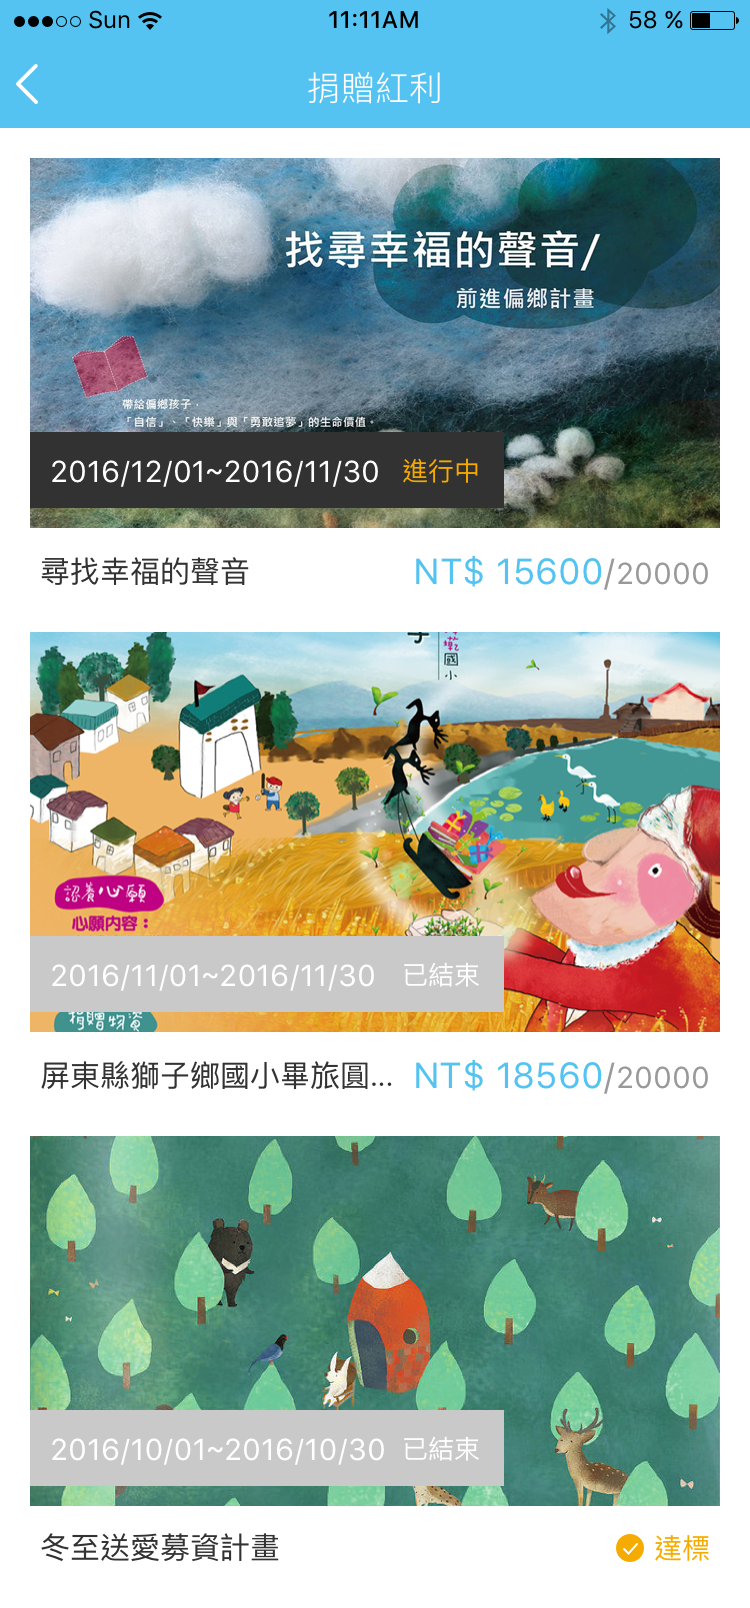 Sun 11:11AM 58 %
捐贈紅利
找尋幸福的聲音/
前進偏鄉計畫
帶給偏鄉孩子，
「自信」、「快樂」與「勇敢追夢」的生命價值。
2016/12/01~2016/11/30 進行中
尋找幸福的聲音 NT$ 15600/20000
國小
認養心願
心願內容：
2016/11/01~2016/11/30 已結束
捐贈物資
屏東縣獅子鄉國小畢旅圓... NT$ 18560/20000
2016/10/01~2016/10/30 已結束
冬至送愛募資計畫 達標